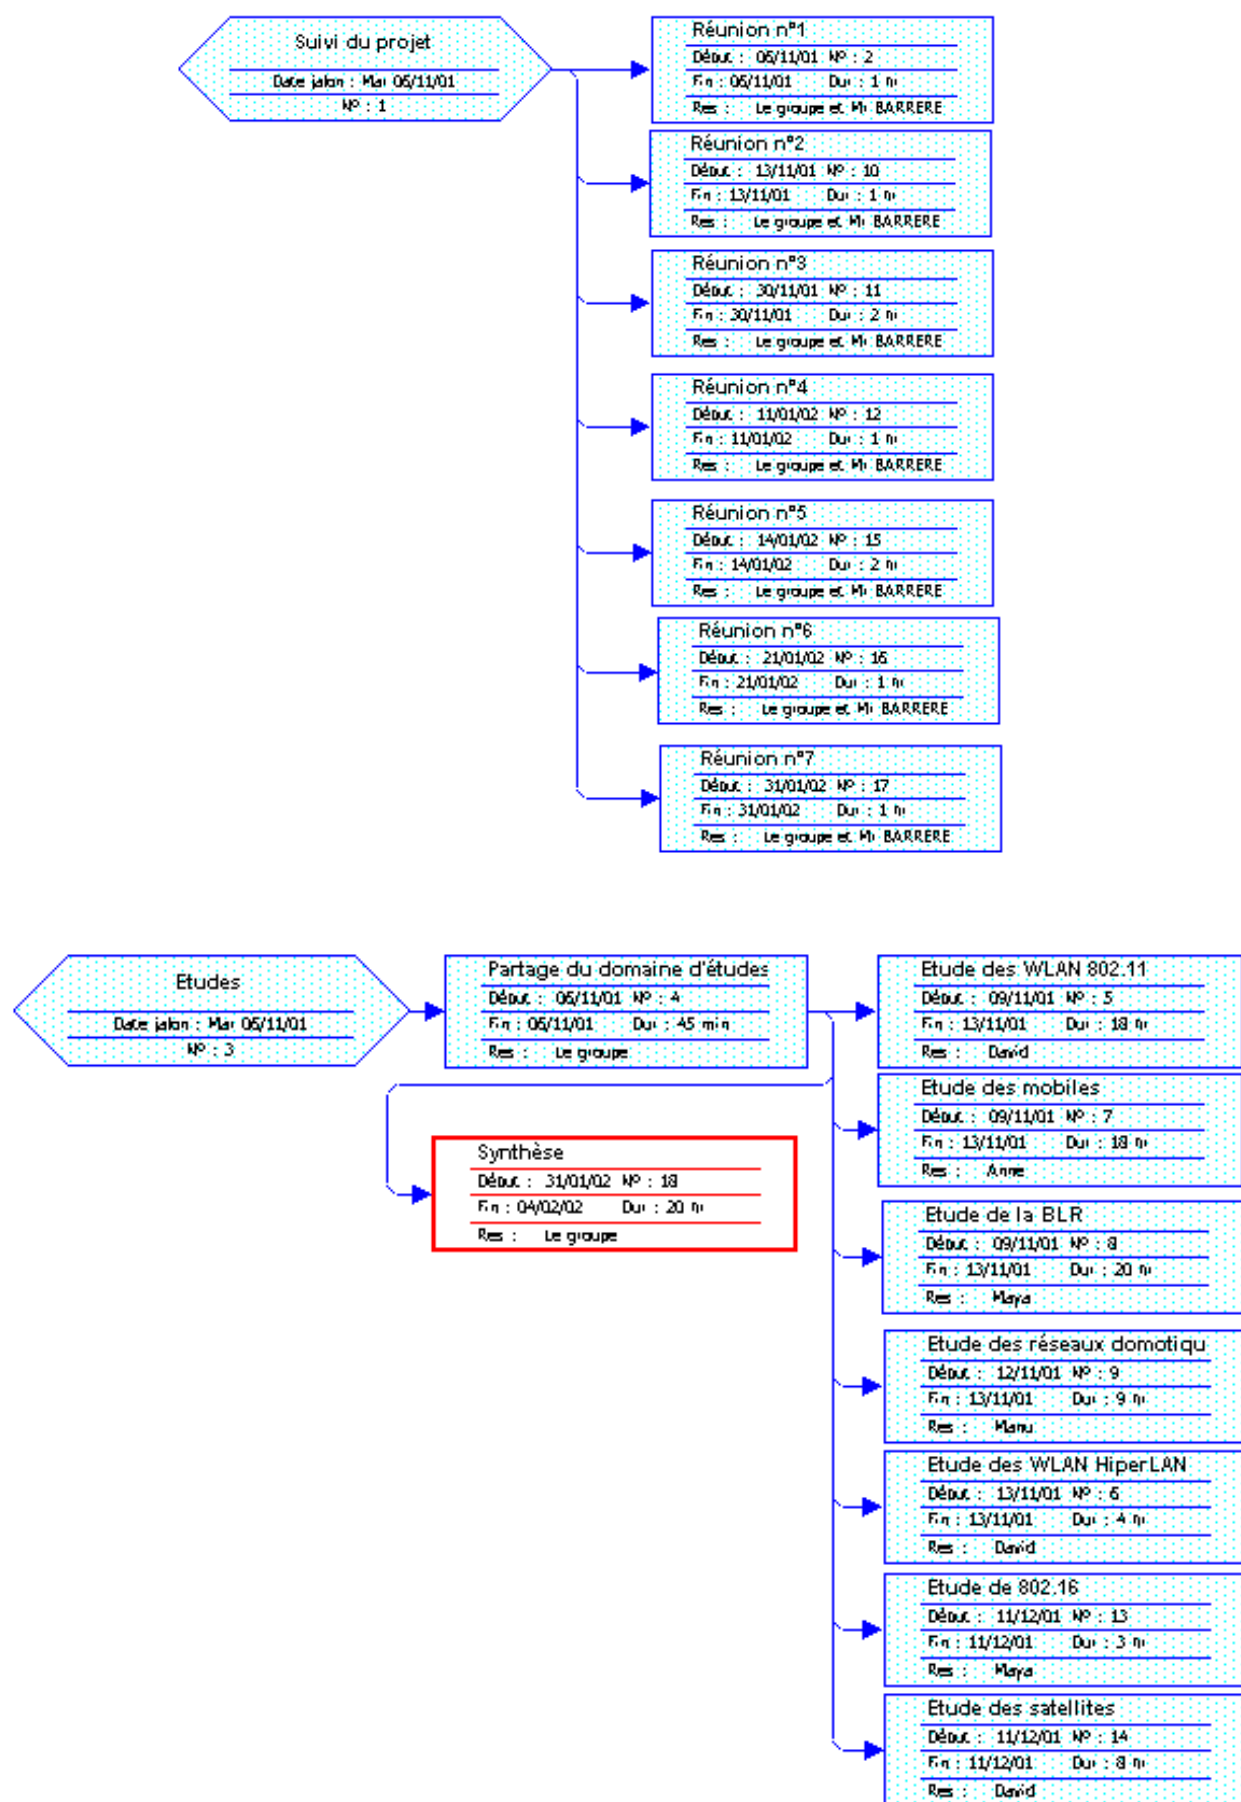 Suivi du projet
Date jalon : Mar 06/11/01
N° : 1
Réunion n°1
Début : 06/11/01 N° : 2
Fin : 06/11/01 Dur : 1 hr
Res : Le groupe et Mr BARRERE
Réunion n°2
Début : 13/11/01 N° : 10
Fin : 13/11/01 Dur : 1 hr
Res : Le groupe et Mr BARRERE
Réunion n°3
Début : 30/11/01 N° : 11
Fin : 30/11/01 Dur : 2 hr
Res : Le groupe et Mr BARRERE
Réunion n°4
Début : 11/01/02 N° : 12
Fin : 11/01/02 Dur : 1 hr
Res : Le groupe et Mr BARRERE
Réunion n°5
Début : 14/01/02 N° : 15
Fin : 14/01/02 Dur : 2 hr
Res : Le groupe et Mr BARRERE
Réunion n°6
Début : 21/01/02 N° : 16
Fin : 21/01/02 Dur : 1 hr
Res : Le groupe et Mr BARRERE
Réunion n°7
Début : 31/01/02 N° : 17
Fin : 31/01/02 Dur : 1 hr
Res : Le groupe et Mr BARRERE
Etudes
Date jalon : Mar 06/11/01
N° : 3
Partage du domaine d'études
Début : 06/11/01 N° : 4
Fin : 06/11/01 Dur : 45 min
Res : Le groupe
Synthèse
Début : 31/01/02 N° : 18
Fin : 04/02/02 Dur : 20 hr
Res : Le groupe
Etude des WLAN 802.11
Début : 09/11/01 N° : 5
Fin : 13/11/01 Dur : 18 hr
Res : David
Etude des mobiles
Début : 09/11/01 N° : 7
Fin : 13/11/01 Dur : 18 hr
Res : Anne
Etude de la BLR
Début : 09/11/01 N° : 8
Fin : 13/11/01 Dur : 20 hr
Res : Maya
Etude des réseaux domotiqu
Début : 12/11/01 N° : 9
Fin : 13/11/01 Dur : 9 hr
Res : Manu
Etude des WLAN HiperLAN
Début : 13/11/01 N° : 6
Fin : 13/11/01 Dur : 4 hr
Res : David
Etude de 802.16
Début : 11/12/01 N° : 13
Fin : 11/12/01 Dur : 3 hr
Res : Maya
Etude des satellites
Début : 11/12/01 N° : 14
Fin : 11/12/01 Dur : 8 hr
Res : David